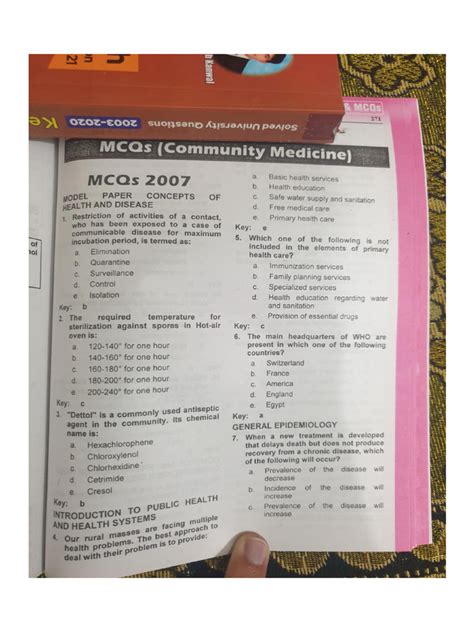 h
on
21
b Kanwal
Solved University Questions 2003-2020 Ke
& MCQs
MCQs (Community Medicine)
MCQs 2007
MODEL PAPER CONCEPTS OF
HEALTH AND DISEASE
1. Restriction of activities of a contact,
who has been exposed to a case of
communicable disease for maximum
incubation period, is termed as:
a. Elimination
b. Quarantine
c. Surveillance
d. Control
e Isolation
Key: b
2. The required temperature for
sterilization against spores in Hot-air
oven is:
a. 120-140° for one hour
b. 140-160° for one hour
c. 160-180° for one hour
d. 180-200° for one hour
e. 200-240° for one hour
Key: c
3. "Dettol" is a commonly used antiseptic
agent in the community. Its chemical
name is:
a. Hexachlorophene
b. Chloroxylenol
c. Chlorhexidine
d. Cetrimide
e. Cresol
Key: b
INTRODUCTION TO PUBLIC HEALTH
AND HEALTH SYSTEMS
4. Our rural masses are facing multiple
health problems. The best approach to
deal with their problem is to provide:
a. Basic health services
b. Health education
c. Safe water supply and sanitation
d. Free medical care
e. Primary health care
Key: e
5. Which one of the following is not
included in the elements of primary
health care?
a. Immunization services
b. Family planning services
c. Specialized services
d. Health education regarding water
and sanitation
e. Provision of essential drugs
Key: c
6. The main headquarters of WHO are
present in which one of the following
countries?
a. Switzerland
b. France
c. America
d. England
e. Egypt
Key: a
GENERAL EPIDEMIOLOGY
7. When a new treatment is developed
that delays death but does not produce
recovery from a chronic disease, which
of the following will occur?
a. Prevalence of the disease will
decrease
b. Incidence of the disease will
increase
c. Prevalence of the disease will
increase